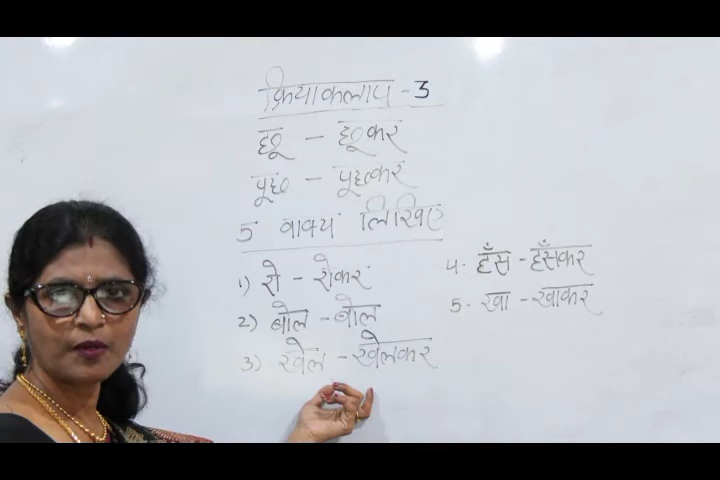 क्रियाकलाप - 3
छू - छूकर
पूछ - पूछकर
5 वाक्य लिखिए
1) रो - रोकर
2) बोल - बोल
3) खेल - खेलकर
4. हँस - हँसकर
5. खा - खाकर